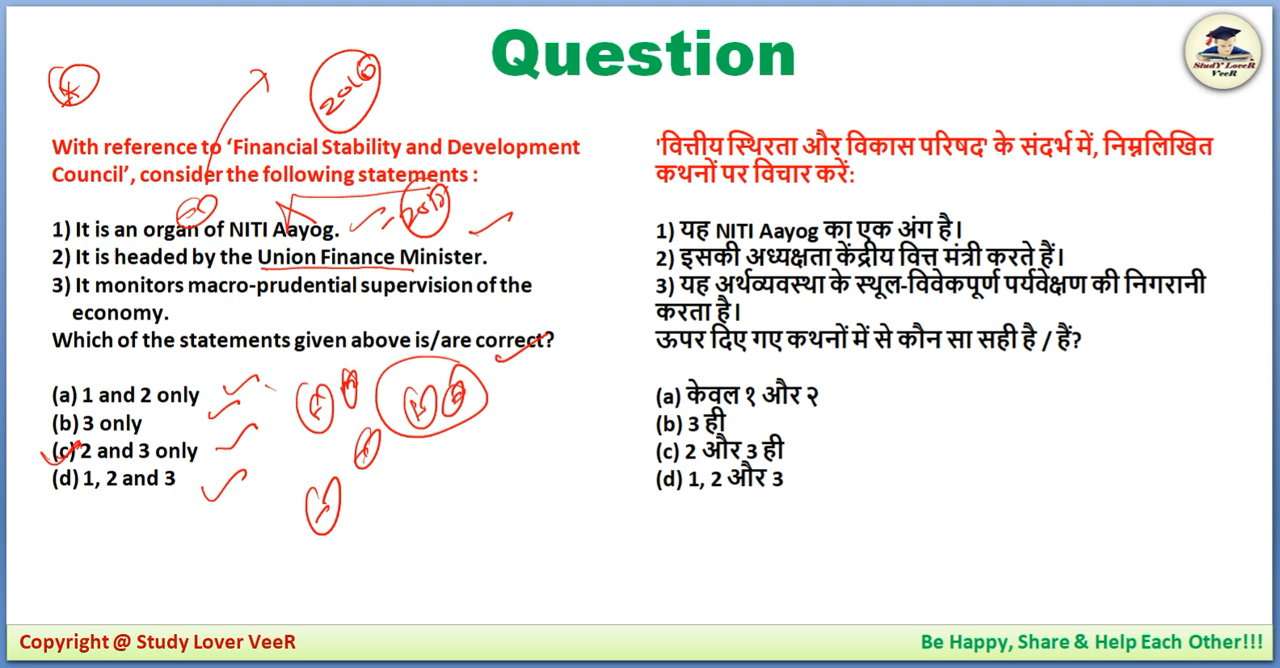 Question
StudY LoveR
VeeR
2016
With reference to ‘Financial Stability and Development
Council’, consider the following statements :
1) It is an organ of NITI Aayog.
2) It is headed by the Union Finance Minister.
3) It monitors macro-prudential supervision of the
economy.
Which of the statements given above is/are correct?
(a) 1 and 2 only
(b) 3 only
(c) 2 and 3 only
(d) 1, 2 and 3
'वित्तीय स्थिरता और विकास परिषद' के संदर्भ में, निम्नलिखित
कथनों पर विचार करें:
1) यह NITI Aayog का एक अंग है।
2) इसकी अध्यक्षता केंद्रीय वित्त मंत्री करते हैं।
3) यह अर्थव्यवस्था के स्थूल-विवेकपूर्ण पर्यवेक्षण की निगरानी
करता है।
ऊपर दिए गए कथनों में से कौन सा सही है / हैं?
(a) केवल १ और २
(b) 3 ही
(c) 2 और 3 ही
(d) 1, 2 और 3
Copyright @ Study Lover VeeR
Be Happy, Share & Help Each Other!!!